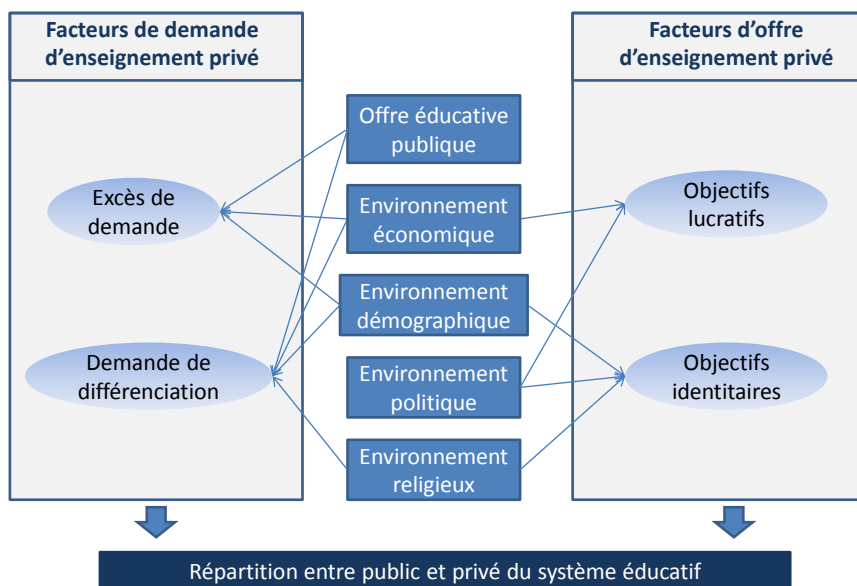 Facteurs de demande
d'enseignement privé
Facteurs d'offre
d'enseignement privé
Offre éducative
publique
Excès de
demande
Environnement
économique
Objectifs
lucratifs
Environnement
démographique
Demande de
différenciation
Environnement
politique
Objectifs
identitaires
Environnement
religieux
Répartition entre public et privé du système éducatif